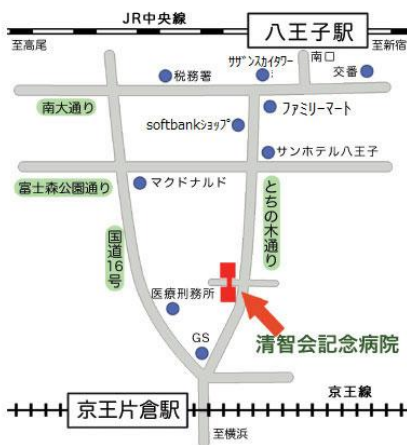 JR中央線
八王子駅
至高尾
至新宿
サザンスカイタワー
南口
交番
税務署
南大通り
ファミリーマート
softbankショップ
サンホテル八王子
富士森公園通り
マクドナルド
とちの木通り
国道16号
医療刑務所
清智会記念病院
GS
京王線
京王片倉駅
至横浜